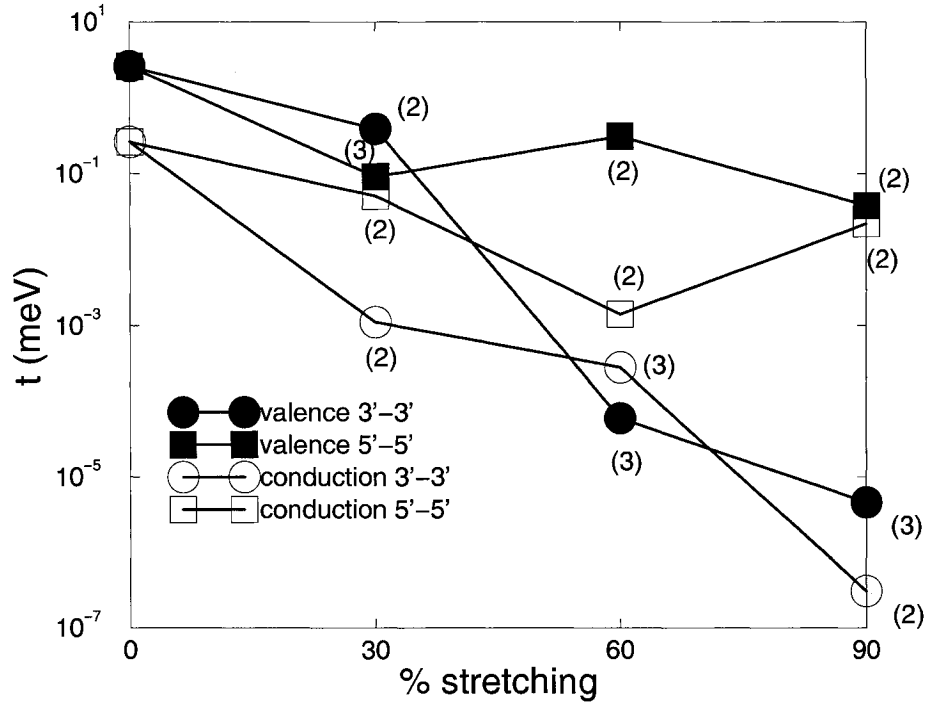 10¹
(2)
(3)
10⁻¹
(2)
(2)
(2)
(2)
(2)
t (meV)
10⁻³
(2)
(3)
valence 3'−3'
valence 5'−5'
(3)
conduction 3'−3'
10⁻⁵
(3)
conduction 5'−5'
10⁻⁷
(2)
0 30 60 90
% stretching